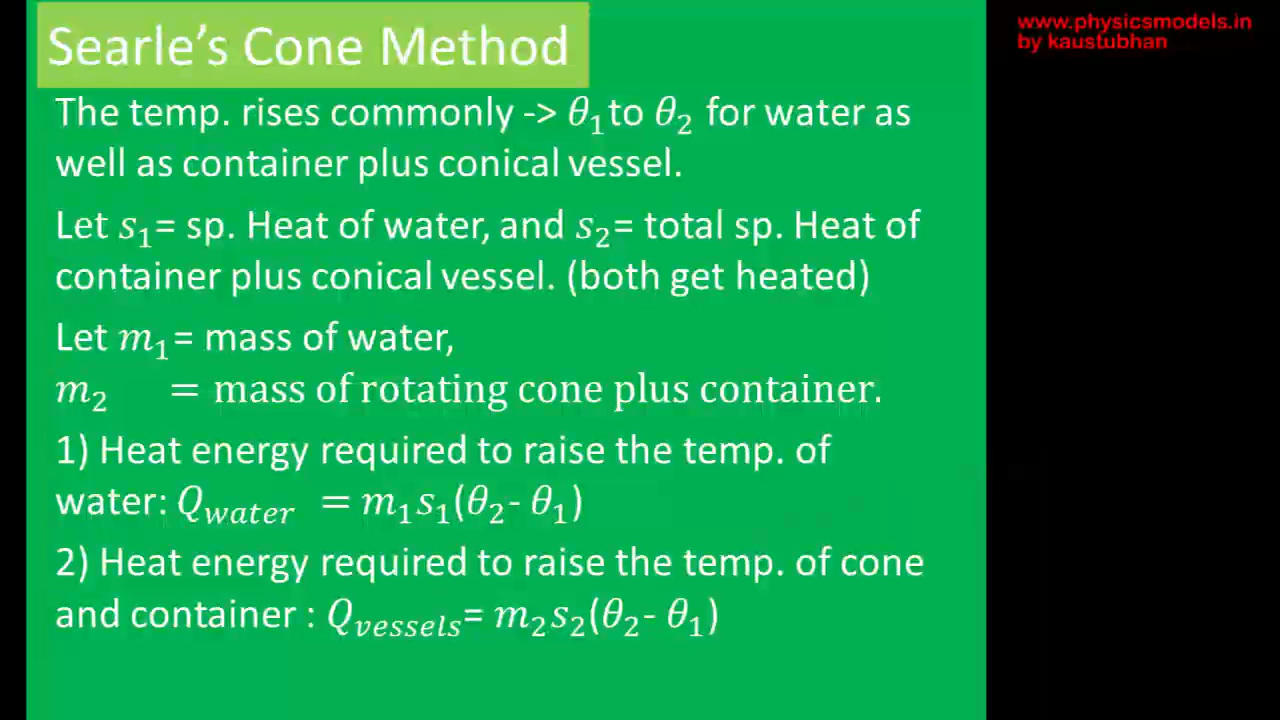 Searle's Cone Method
www.physicsmodels.in
by kaustubhan
The temp. rises commonly -> θ₁to θ₂ for water as
well as container plus conical vessel.
Let s₁= sp. Heat of water, and s₂= total sp. Heat of
container plus conical vessel. (both get heated)
Let m₁= mass of water,
m₂ = mass of rotating cone plus container.
1) Heat energy required to raise the temp. of
water: Q_water = m₁s₁(θ₂- θ₁)
2) Heat energy required to raise the temp. of cone
and container : Q_vessels= m₂s₂(θ₂- θ₁)